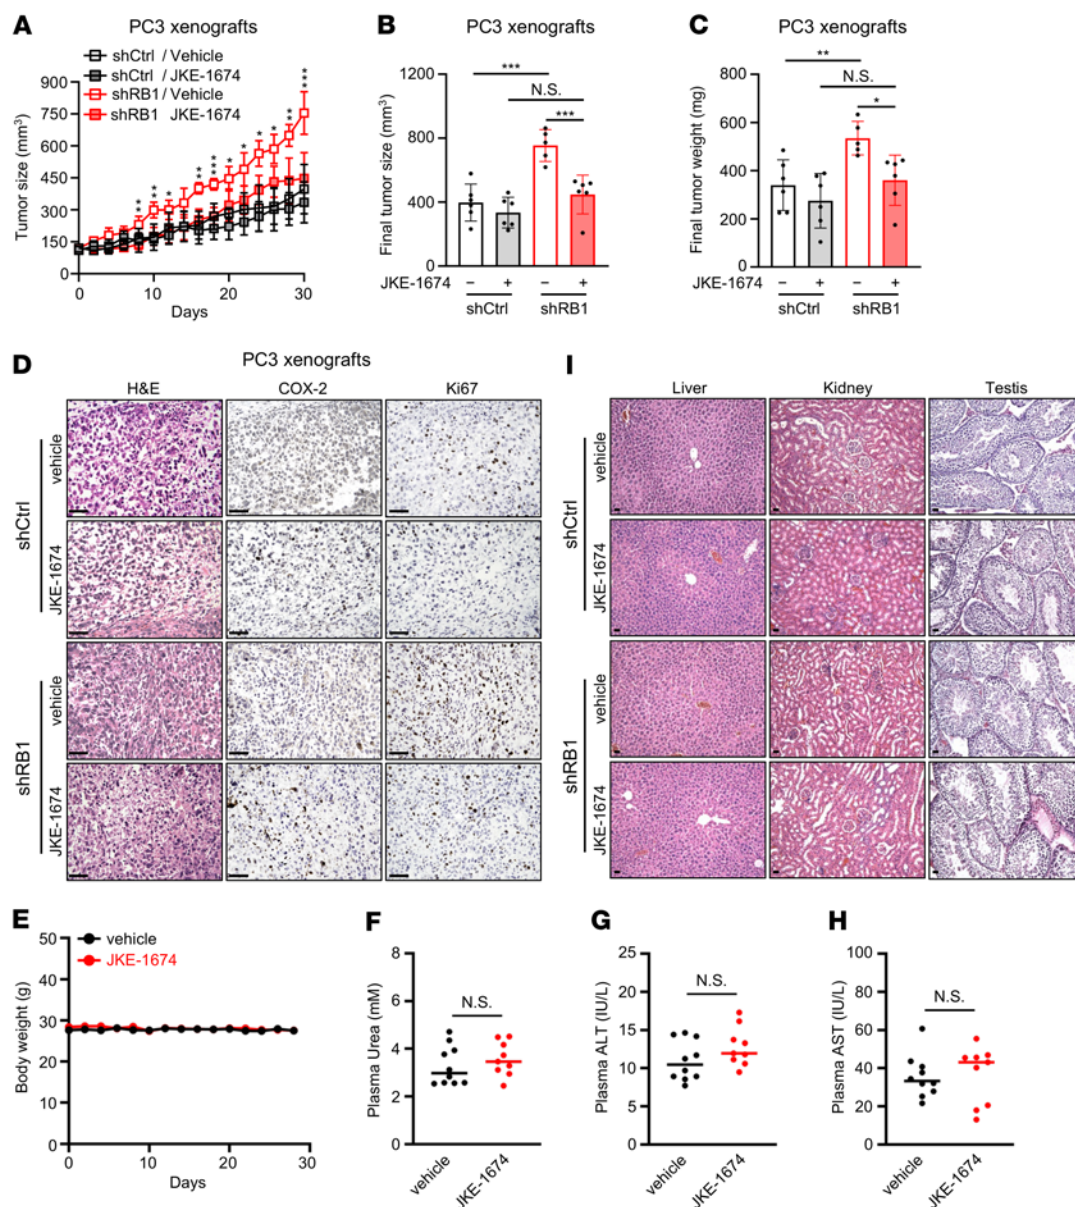 A
PC3 xenografts
shCtrl / Vehicle
shCtrl / JKE-1674
shRB1 / Vehicle
shRB1 JKE-1674
Tumor size (mm³)
900
750
600
450
300
150
0
** ** * ** ** * * * * ** ***
0 10 20 30
Days
B
PC3 xenografts
Final tumor size (mm³)
1200
800
400
0
***
N.S.
***
JKE-1674 – + – +
shCtrl shRB1
C
PC3 xenografts
Final tumor weight (mg)
800
600
400
200
0
**
N.S.
*
JKE-1674 – + – +
shCtrl shRB1
D
PC3 xenografts
H&E COX-2 Ki67
shCtrl
vehicle
JKE-1674
shRB1
vehicle
JKE-1674
I
Liver Kidney Testis
shCtrl
vehicle
JKE-1674
shRB1
vehicle
JKE-1674
E
vehicle
JKE-1674
Body weight (g)
50
40
30
20
10
0
0 10 20 30
Days
F
Plasma Urea (mM)
8
6
4
2
0
N.S.
vehicle JKE-1674
G
Plasma ALT (IU/L)
25
20
15
10
5
0
N.S.
vehicle JKE-1674
H
Plasma AST (IU/L)
100
80
60
40
20
0
N.S.
vehicle JKE-1674